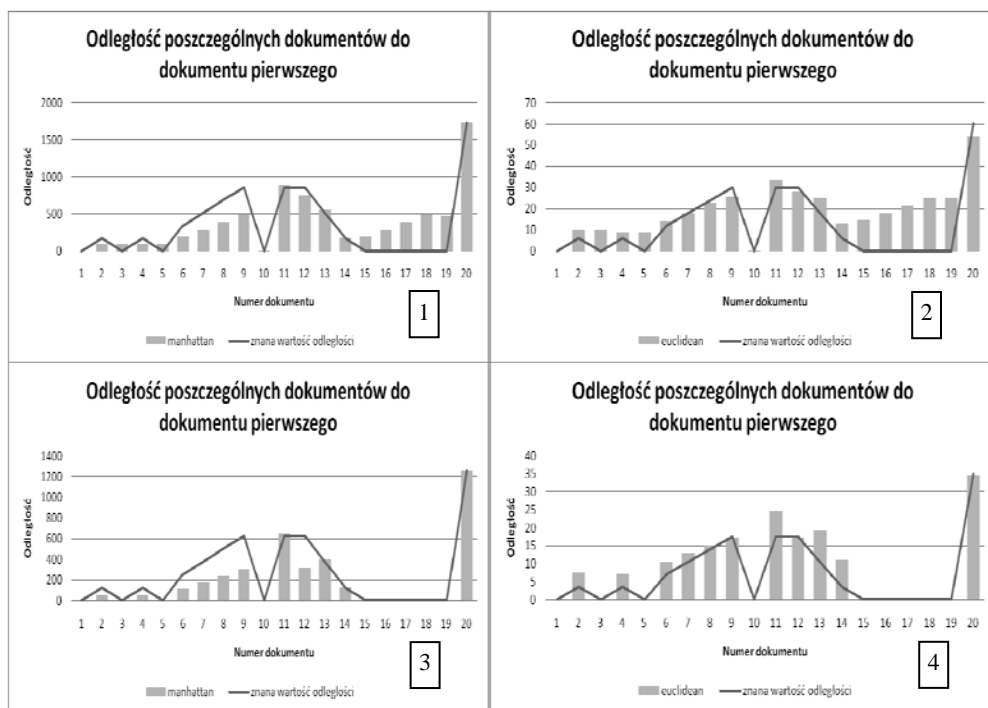 Odległość poszczególnych dokumentów do
dokumentu pierwszego
2000
1500
1000
500
0
Odległość
1 2 3 4 5 6 7 8 9 10 11 12 13 14 15 16 17 18 19 20
Numer dokumentu
1
manhattan znana wartość odległości
Odległość poszczególnych dokumentów do
dokumentu pierwszego
70
60
50
40
30
20
10
0
Odległość
1 2 3 4 5 6 7 8 9 10 11 12 13 14 15 16 17 18 19 20
Numer dokumentu
2
euclidean znana wartość odległości
Odległość poszczególnych dokumentów do
dokumentu pierwszego
1400
1200
1000
800
600
400
200
0
Odległość
1 2 3 4 5 6 7 8 9 10 11 12 13 14 15 16 17 18 19 20
Numer dokumentu
3
manhattan znana wartość odległości
Odległość poszczególnych dokumentów do
dokumentu pierwszego
40
35
30
25
20
15
10
5
0
Odległość
1 2 3 4 5 6 7 8 9 10 11 12 13 14 15 16 17 18 19 20
Numer dokumentu
4
euclidean znana wartość odległości